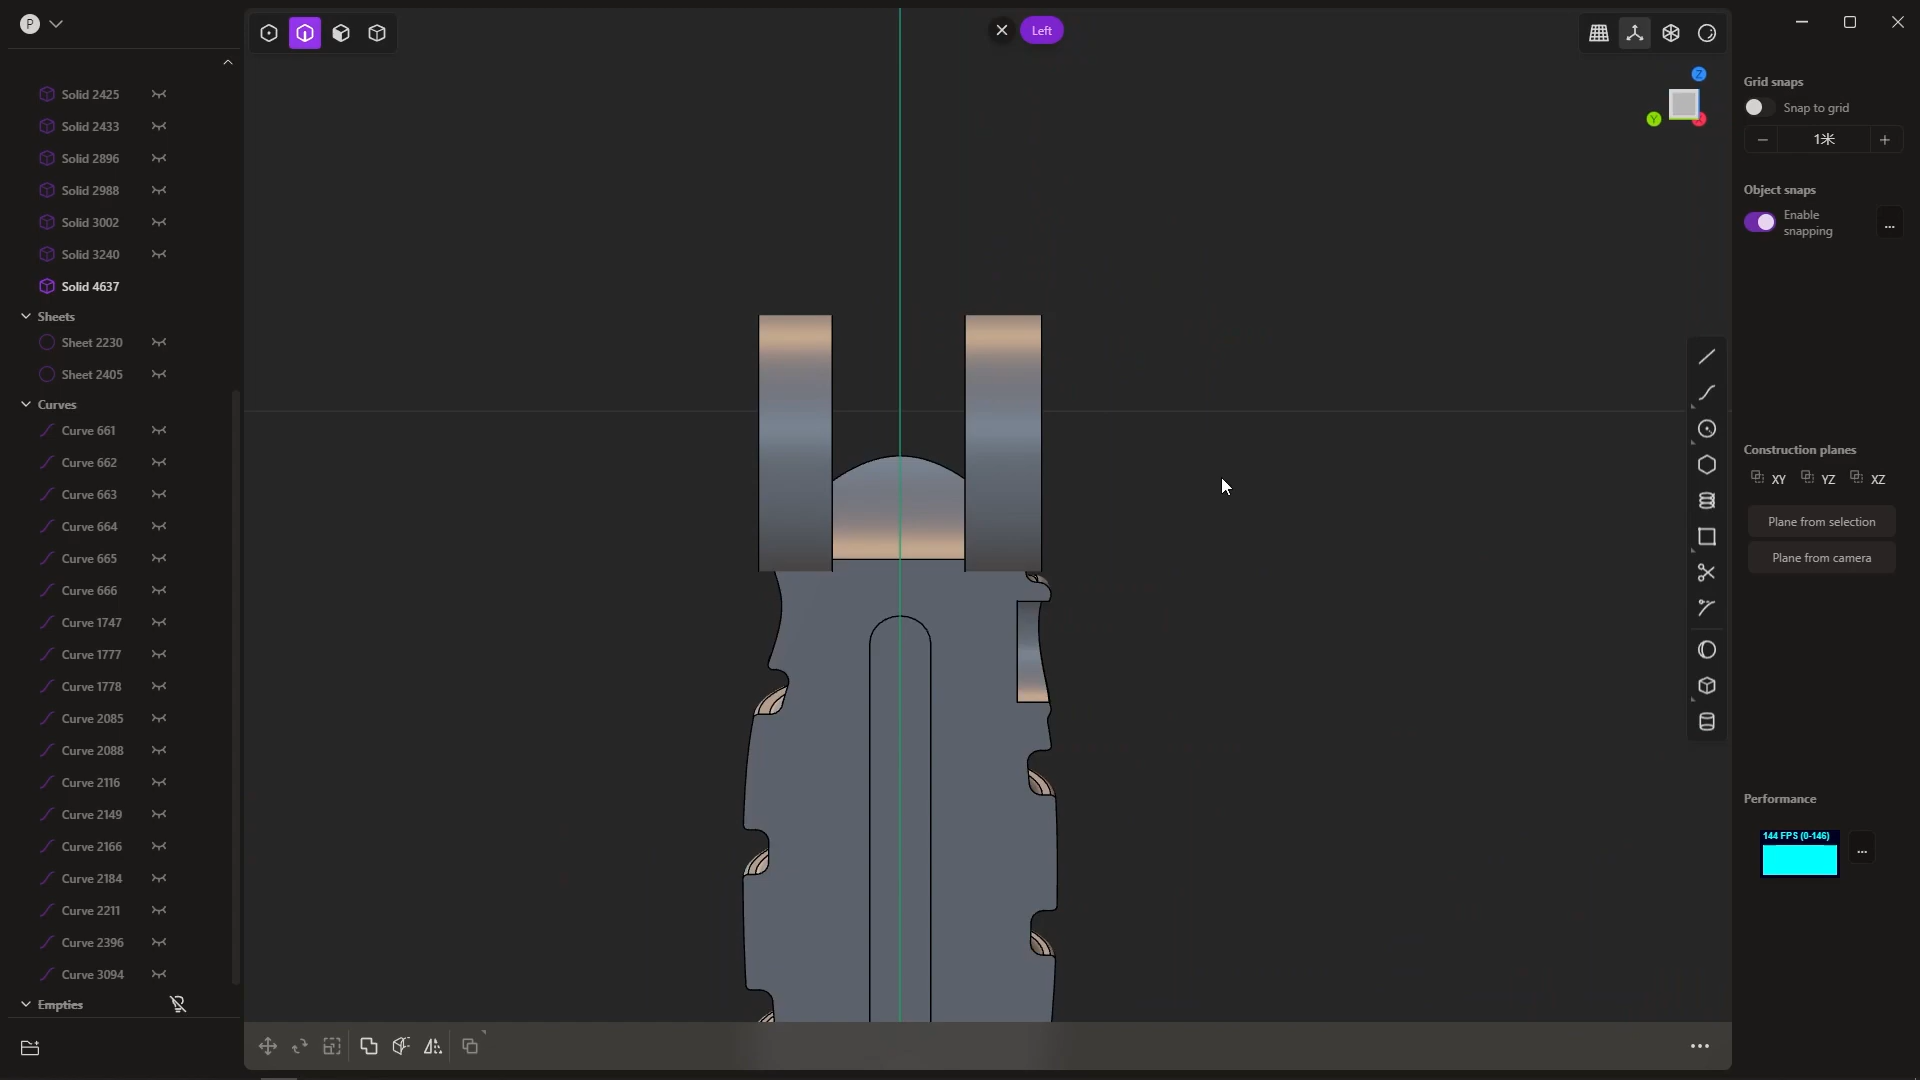 P
Left
Solid 2425
Solid 2433
Solid 2896
Solid 2988
Solid 3002
Solid 3240
Solid 4637
Sheets
Sheet 2230
Sheet 2405
Curves
Curve 661
Curve 662
Curve 663
Curve 664
Curve 665
Curve 666
Curve 1747
Curve 1777
Curve 1778
Curve 2085
Curve 2088
Curve 2116
Curve 2149
Curve 2166
Curve 2184
Curve 2211
Curve 2396
Curve 3094
Empties
Z
Y
X
Grid snaps
Snap to grid
1米
Object snaps
Enable
snapping
...
Construction planes
XY YZ XZ
Plane from selection
Plane from camera
Performance
144 FPS (0-146)
...